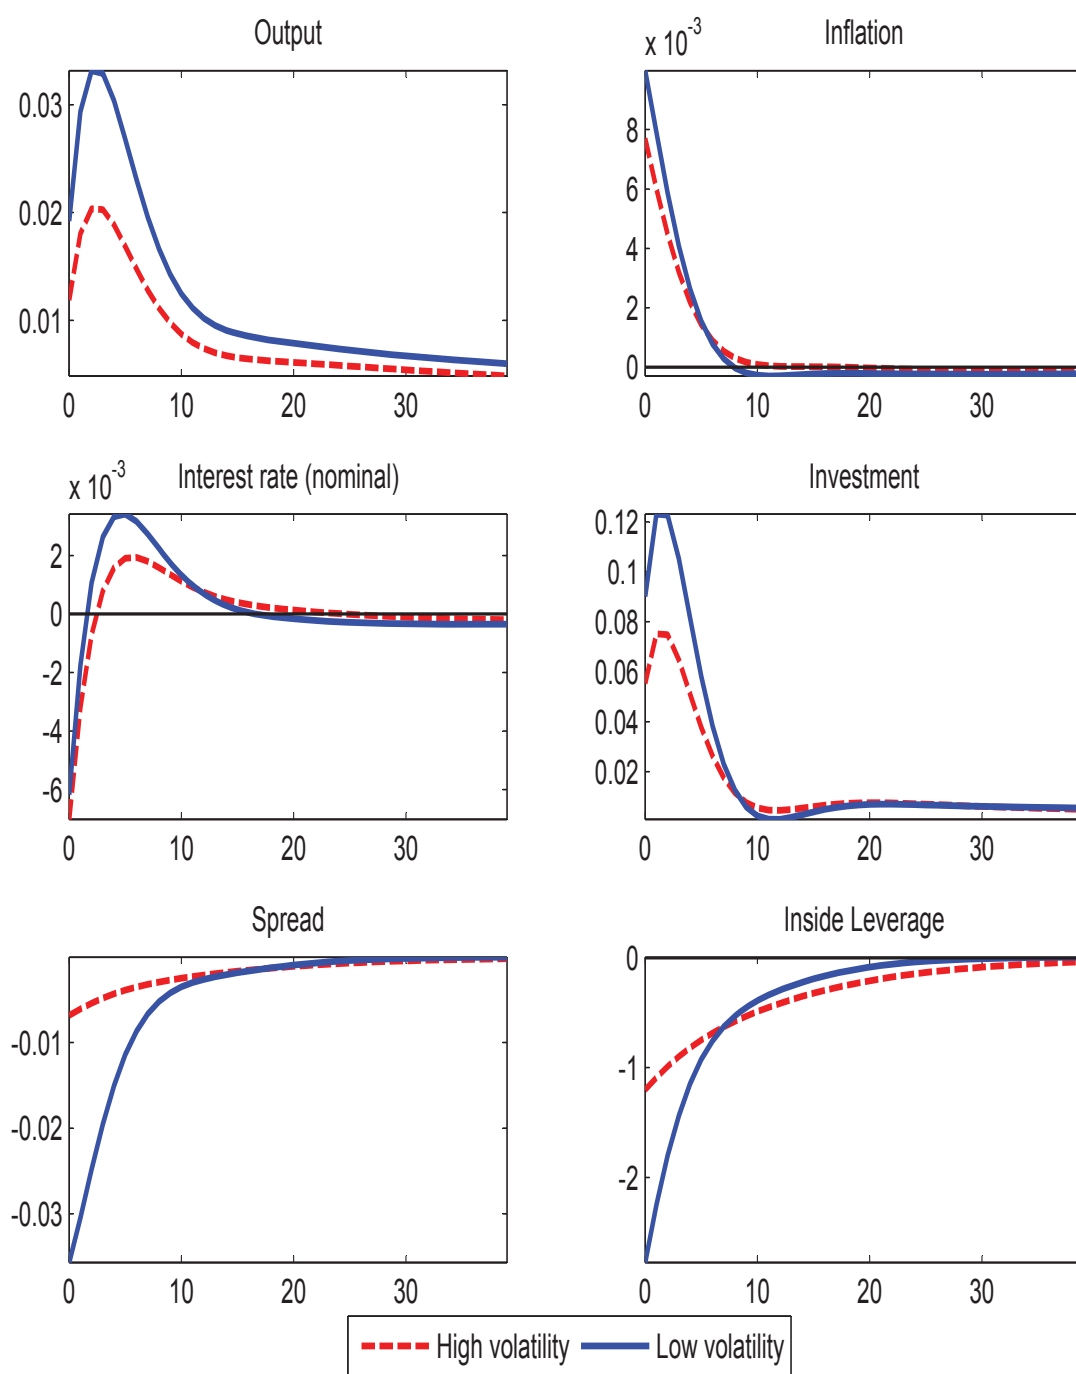 Output
0.03
0.02
0.01
0 10 20 30
x 10^-3
Inflation
8
6
4
2
0
0 10 20 30
x 10^-3
Interest rate (nominal)
2
0
-2
-4
-6
0 10 20 30
Investment
0.12
0.1
0.08
0.06
0.04
0.02
0 10 20 30
Spread
-0.01
-0.02
-0.03
0 10 20 30
Inside Leverage
0
-1
-2
0 10 20 30
High volatility Low volatility